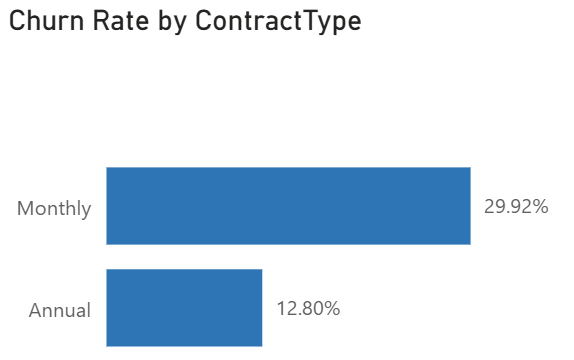 Churn Rate by ContractType
Monthly 29.92%
Annual 12.80%